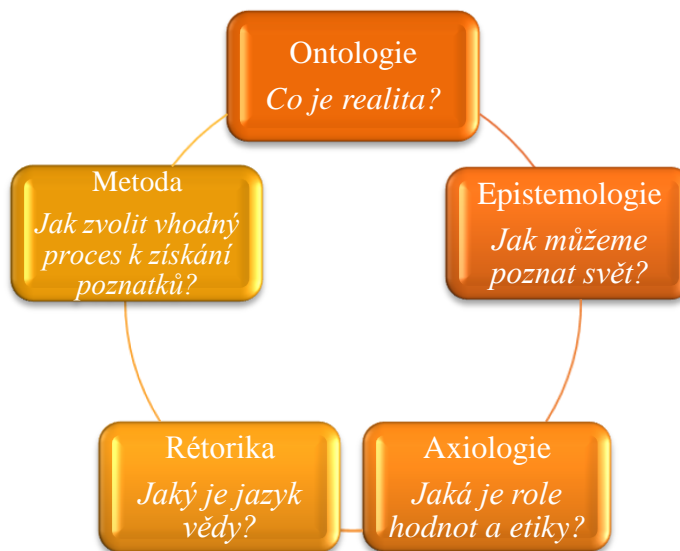 Ontologie
Co je realita?
Epistemologie
Jak můžeme
poznat svět?
Axiologie
Jaká je role
hodnot a etiky?
Rétorika
Jaký je jazyk
vědy?
Metoda
Jak zvolit vhodný
proces k získání
poznatků?